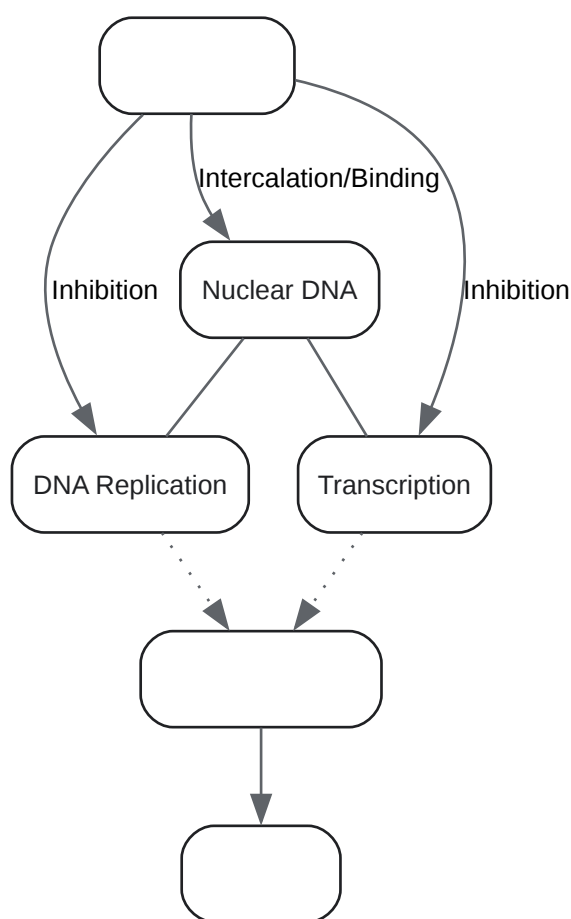 Intercalation/Binding
Inhibition
Nuclear DNA
Inhibition
DNA Replication
Transcription